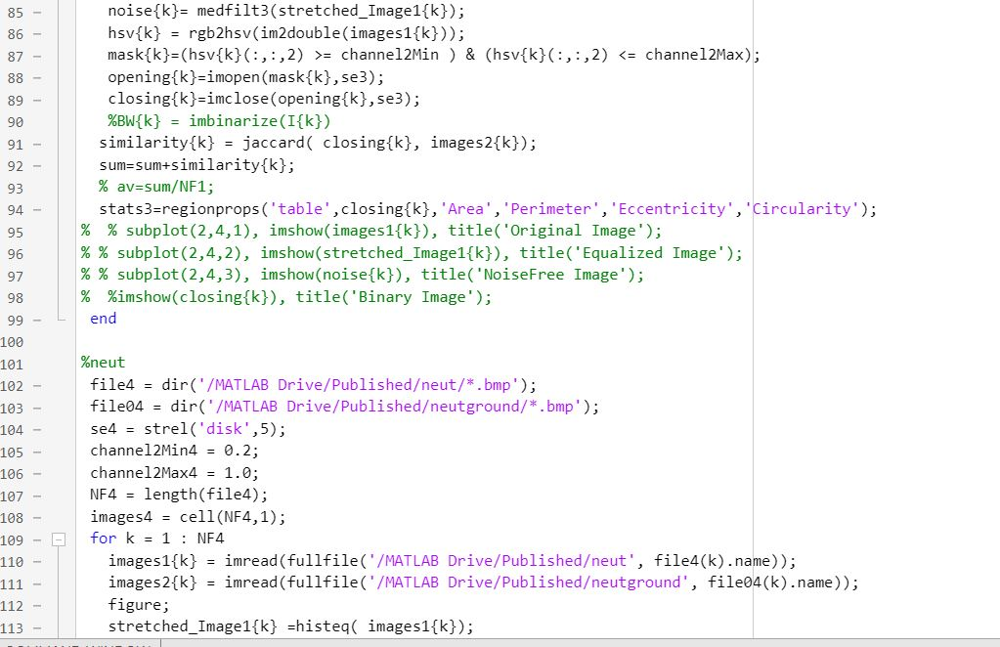 85 – noise{k}= medfilt3(stretched_Image1{k});
86 – hsv{k} = rgb2hsv(im2double(images1{k}));
87 – mask{k}=(hsv{k}(:,:,2) >= channel2Min ) & (hsv{k}(:,:,2) <= channel2Max);
88 – opening{k}=imopen(mask{k},se3);
89 – closing{k}=imclose(opening{k},se3);
90 %BW{k} = imbinarize(I{k})
91 – similarity{k} = jaccard( closing{k}, images2{k});
92 – sum=sum+similarity{k};
93 % av=sum/NF1;
94 – stats3=regionprops('table',closing{k},'Area','Perimeter','Eccentricity','Circularity');
95 %  % subplot(2,4,1), imshow(images1{k}), title('Original Image');
96 % % subplot(2,4,2), imshow(stretched_Image1{k}), title('Equalized Image');
97 % % subplot(2,4,3), imshow(noise{k}), title('NoiseFree Image');
98 %  %imshow(closing{k}), title('Binary Image');
99 – end
100
101 %neut
102 – file4 = dir('/MATLAB Drive/Published/neut/*.bmp');
103 – file04 = dir('/MATLAB Drive/Published/neutground/*.bmp');
104 – se4 = strel('disk',5);
105 – channel2Min4 = 0.2;
106 – channel2Max4 = 1.0;
107 – NF4 = length(file4);
108 – images4 = cell(NF4,1);
109 – for k = 1 : NF4
110 – images1{k} = imread(fullfile('/MATLAB Drive/Published/neut', file4(k).name));
111 – images2{k} = imread(fullfile('/MATLAB Drive/Published/neutground', file04(k).name));
112 – figure;
113 – stretched_Image1{k} =histeq( images1{k});